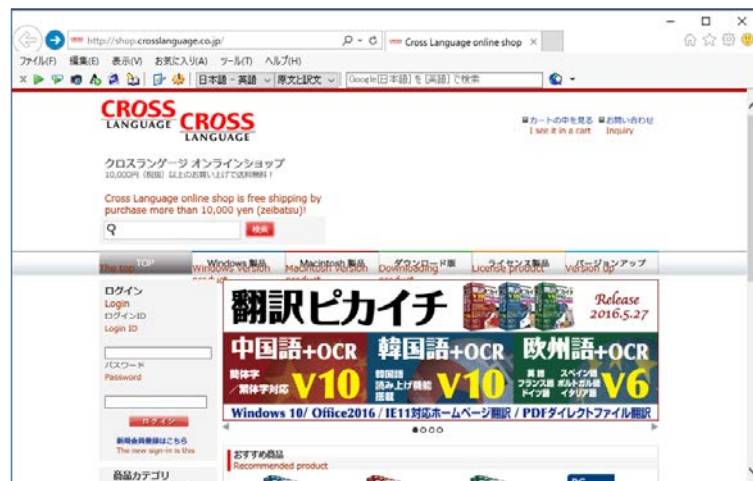 http://shop.crosslanguage.co.jp/
Cross Language online shop
ファイル(F) 編集(E) 表示(V) お気に入り(A) ツール(T) ヘルプ(H)
日本語 - 英語 原文と訳文 Google[日本語] を [英語] で検索
CROSS
LANGUAGE
CROSS
LANGUAGE
カートの中を見る お問い合わせ
I see it in a cart Inquiry
クロスランゲージ オンラインショップ
10,000円（税抜）以上のお買い上げで送料無料！
Cross Language online shop is free shipping by
purchase more than 10,000 yen (zeibatsu)!
検索
TOP Windows 製品 Macintosh 製品 ダウンロード版 ライセンス製品 バージョンアップ
The top Windows version Macintosh version Downloading License product Version up
ログイン
Login
ログインID
Login ID
パスワード
Password
ログイン
新規会員登録はこちら
The new sign-in is this
商品カテゴリ
翻訳ピカイチ
Release
2016.5.27
中国語+OCR
簡体字
／繁体字対応
V10
韓国語+OCR
韓国語
読み上げ機能
搭載
V10
欧州語+OCR
英語 スペイン語
フランス語 ポルトガル語
ドイツ語 イタリア語
V6
Windows 10/ Office2016 / IE11対応ホームページ翻訳 / PDFダイレクトファイル翻訳
おすすめ商品
Recommended product